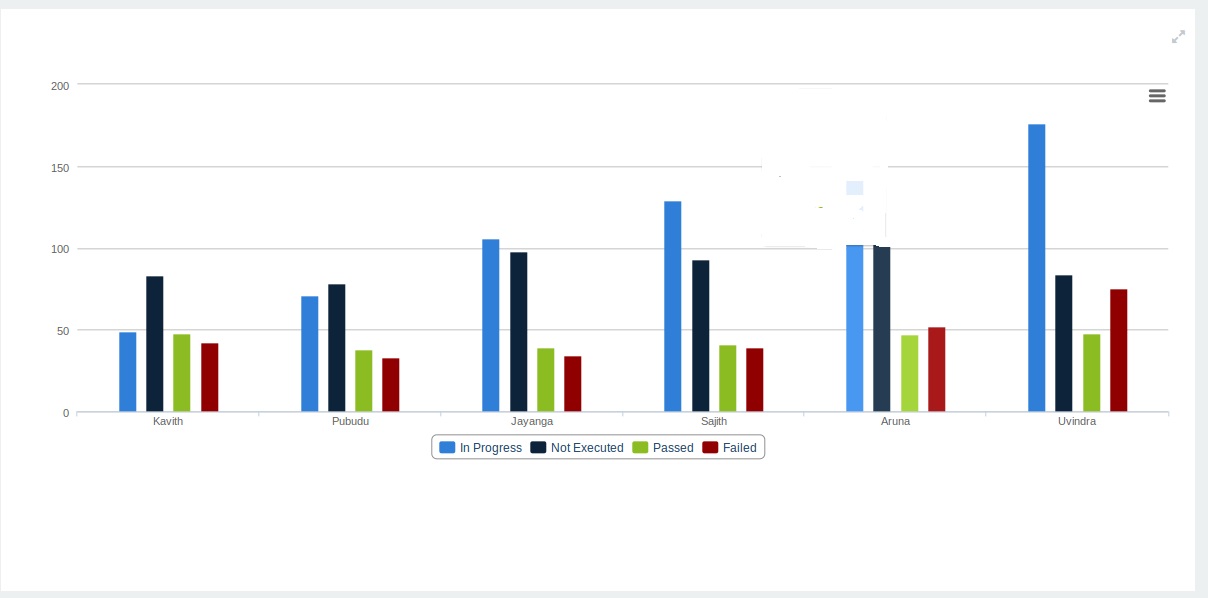 200
150
100
50
0
Kavith Pubudu Jayanga Sajith Aruna Uvindra
In Progress Not Executed Passed Failed